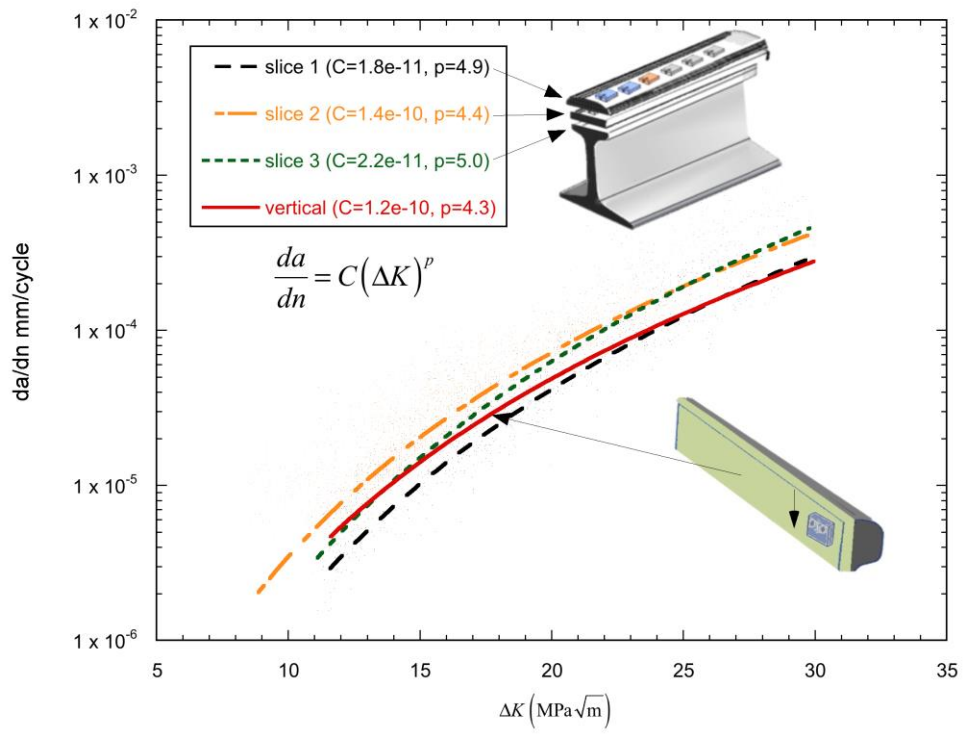 1 x 10⁻²
slice 1 (C=1.8e-11, p=4.9)
slice 2 (C=1.4e-10, p=4.4)
1 x 10⁻³
slice 3 (C=2.2e-11, p=5.0)
vertical (C=1.2e-10, p=4.3)
da/dn = C(ΔK)^p
da/dn mm/cycle
1 x 10⁻⁴
1 x 10⁻⁵
1 x 10⁻⁶
5 10 15 20 25 30 35
ΔK (MPa√m)